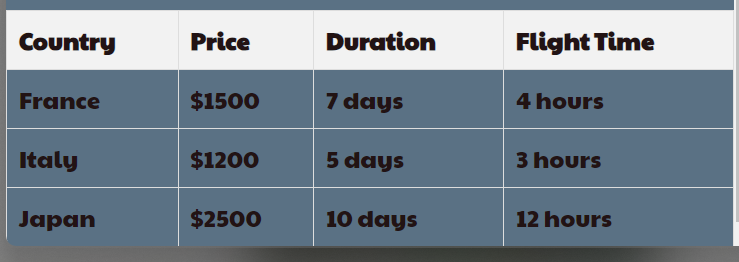 Country Price Duration Flight Time
France $1500 7 days 4 hours
Italy $1200 5 days 3 hours
Japan $2500 10 days 12 hours